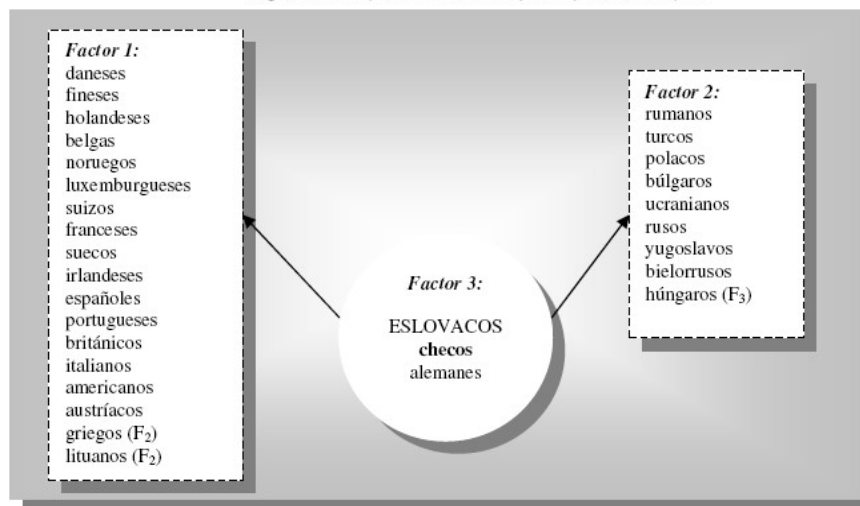 Factor 1:
daneses
fineses
holandeses
belgas
noruegos
luxemburgueses
suizos
franceses
suecos
irlandeses
españoles
portugueses
británicos
italianos
americanos
austríacos
griegos (F₂)
lituanos (F₂)
Factor 3:
ESLOVACOS
checos
alemanes
Factor 2:
rumanos
turcos
polacos
búlgaros
ucranianos
rusos
yugoslavos
bielorrusos
húngaros (F₃)